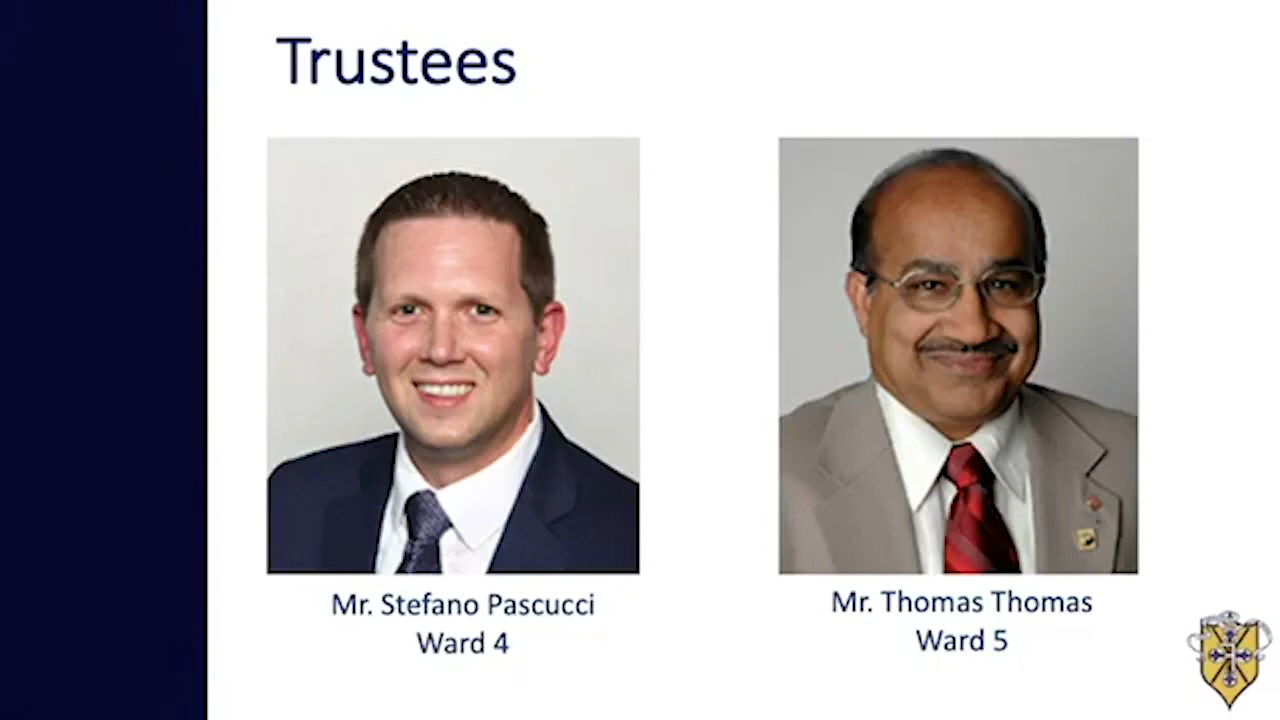 Trustees
Mr. Stefano Pascucci
Ward 4
Mr. Thomas Thomas
Ward 5